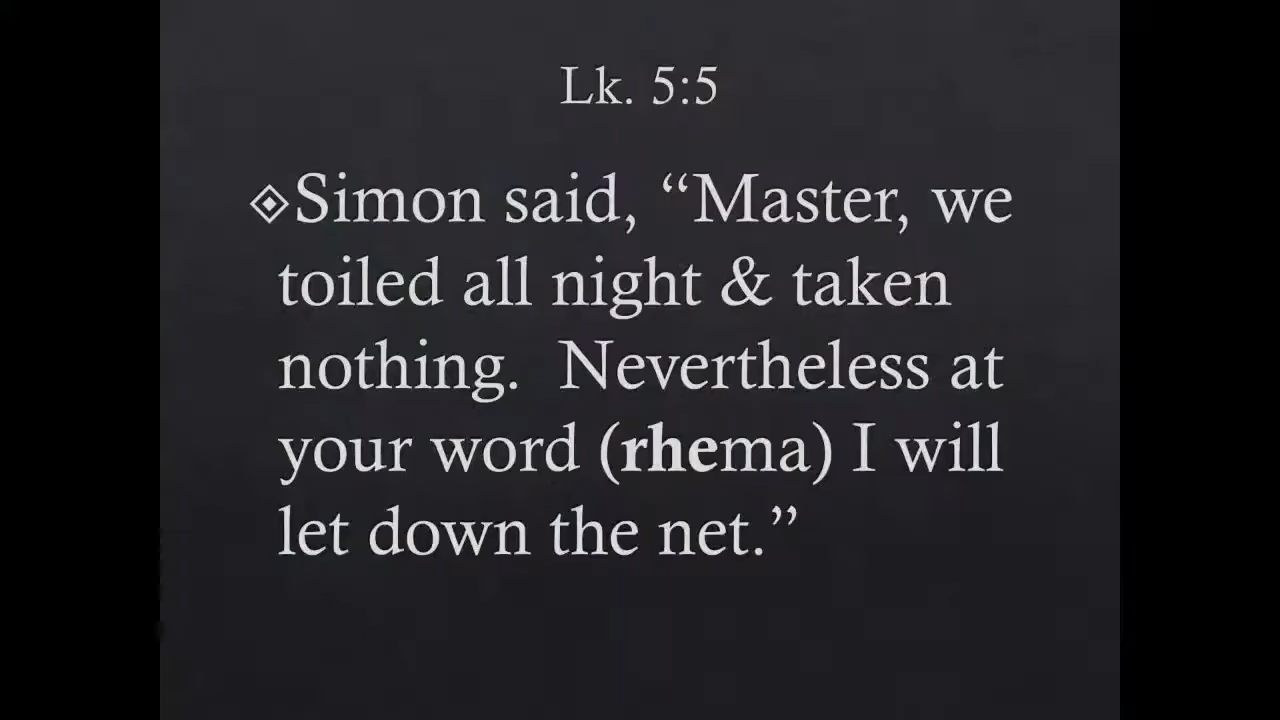 Lk. 5:5
Simon said, “Master, we
toiled all night & taken
nothing.  Nevertheless at
your word (rhema) I will
let down the net.”